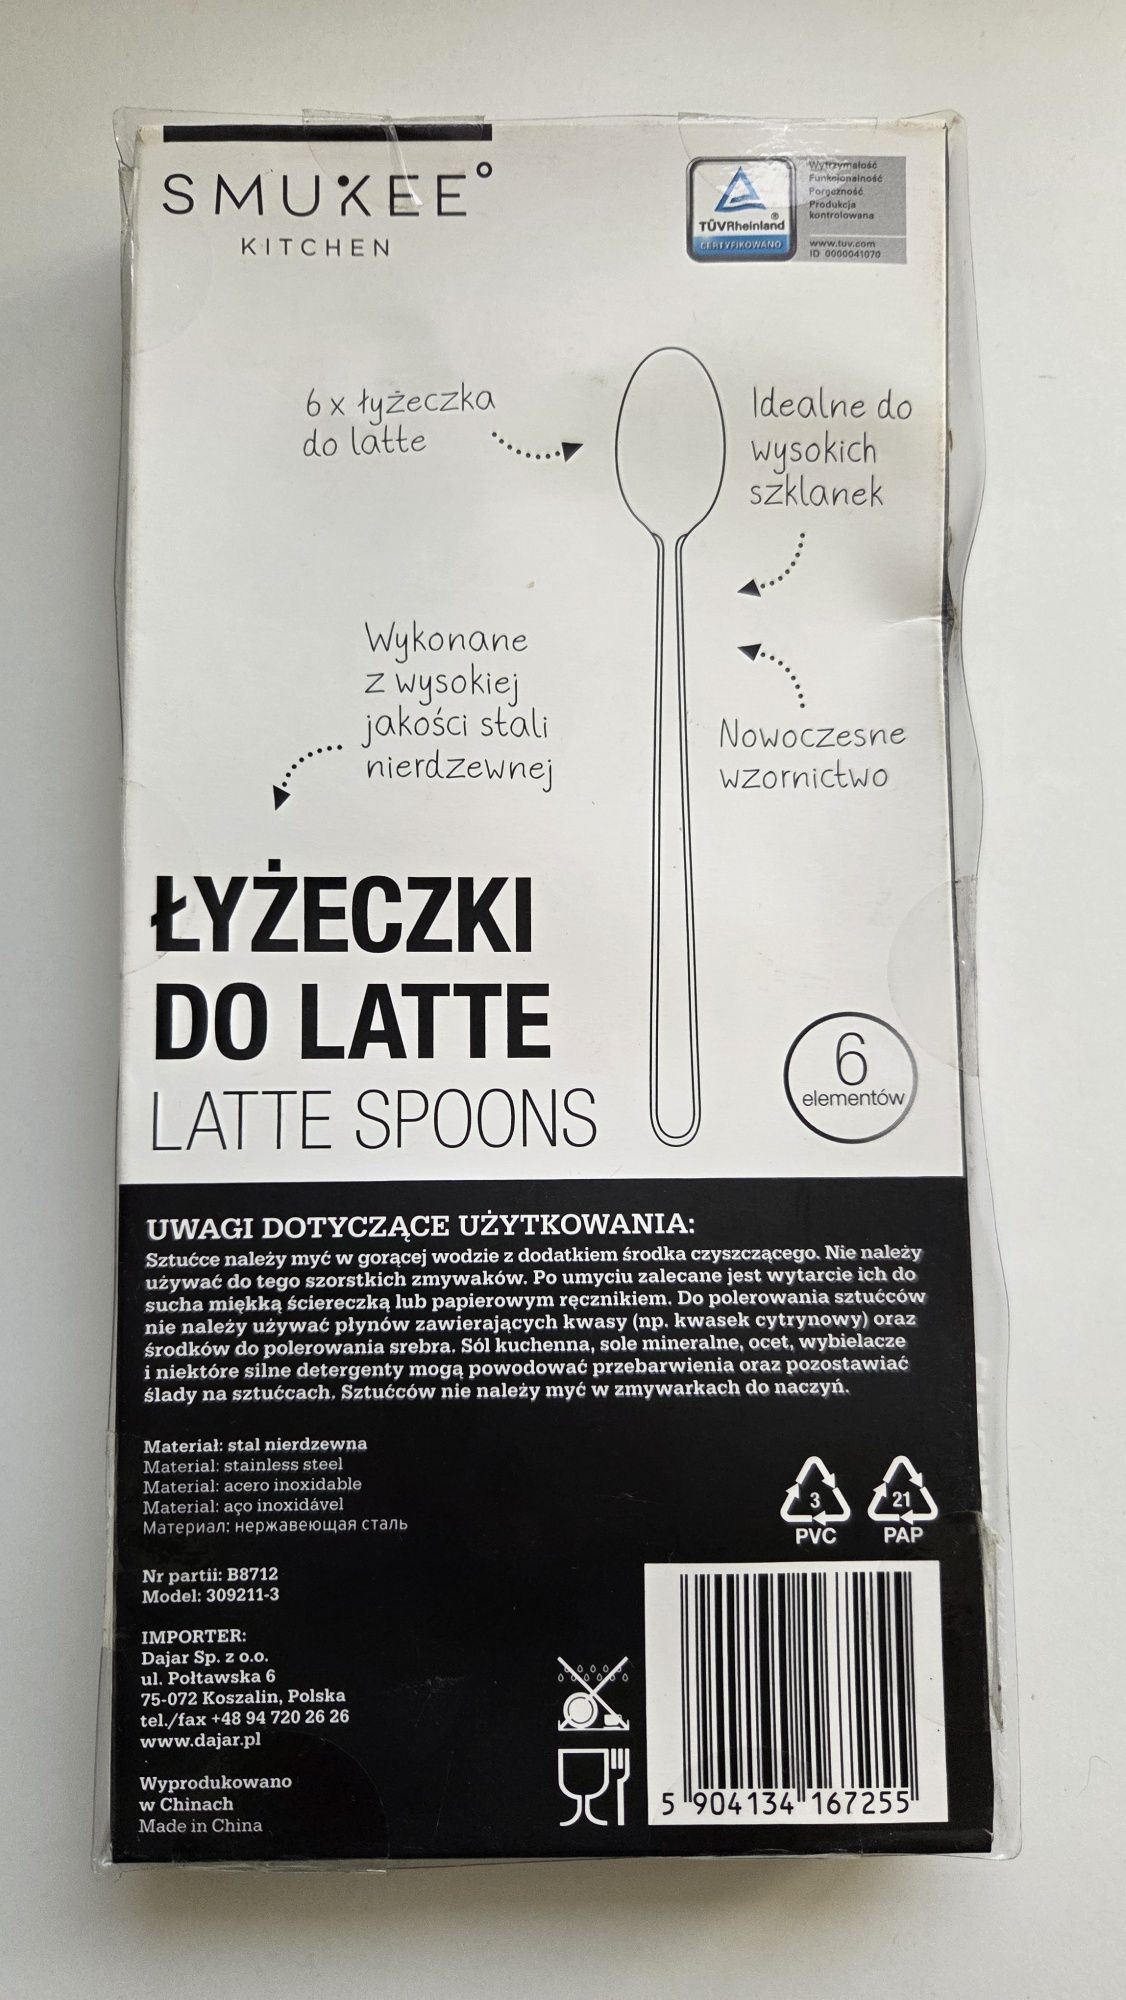 SMUKEE°
KITCHEN
TÜVRheinland®
CERTYFIKOWANO
Wytrzymałość
Funkcjonalność
Poręczność
Produkcja
kontrolowana
www.tuv.com
ID 0000041070
6 x łyżeczka
do latte
Idealne do
wysokich
szklanek
Wykonane
z wysokiej
jakości stali
nierdzewnej
Nowoczesne
wzornictwo
ŁYŻECZKI
DO LATTE
LATTE SPOONS
6
elementów
UWAGI DOTYCZĄCE UŻYTKOWANIA:
Sztućce należy myć w gorącej wodzie z dodatkiem środka czyszczącego. Nie należy
używać do tego szorstkich zmywaków. Po umyciu zalecane jest wytarcie ich do
sucha miękką ściereczką lub papierowym ręcznikiem. Do polerowania sztućców
nie należy używać płynów zawierających kwasy (np. kwasek cytrynowy) oraz
środków do polerowania srebra. Sól kuchenna, sole mineralne, ocet, wybielacze
i niektóre silne detergenty mogą powodować przebarwienia oraz pozostawiać
ślady na sztućcach. Sztućców nie należy myć w zmywarkach do naczyń.
Materiał: stal nierdzewna
Material: stainless steel
Material: acero inoxidable
Material: aço inoxidável
Материал: нержавеющая сталь
3
PVC
21
PAP
Nr partii: B8712
Model: 309211-3
IMPORTER:
Dajar Sp. z o.o.
ul. Połtawska 6
75-072 Koszalin, Polska
tel./fax +48 94 720 26 26
www.dajar.pl
Wyprodukowano
w Chinach
Made in China
5 904134 167255